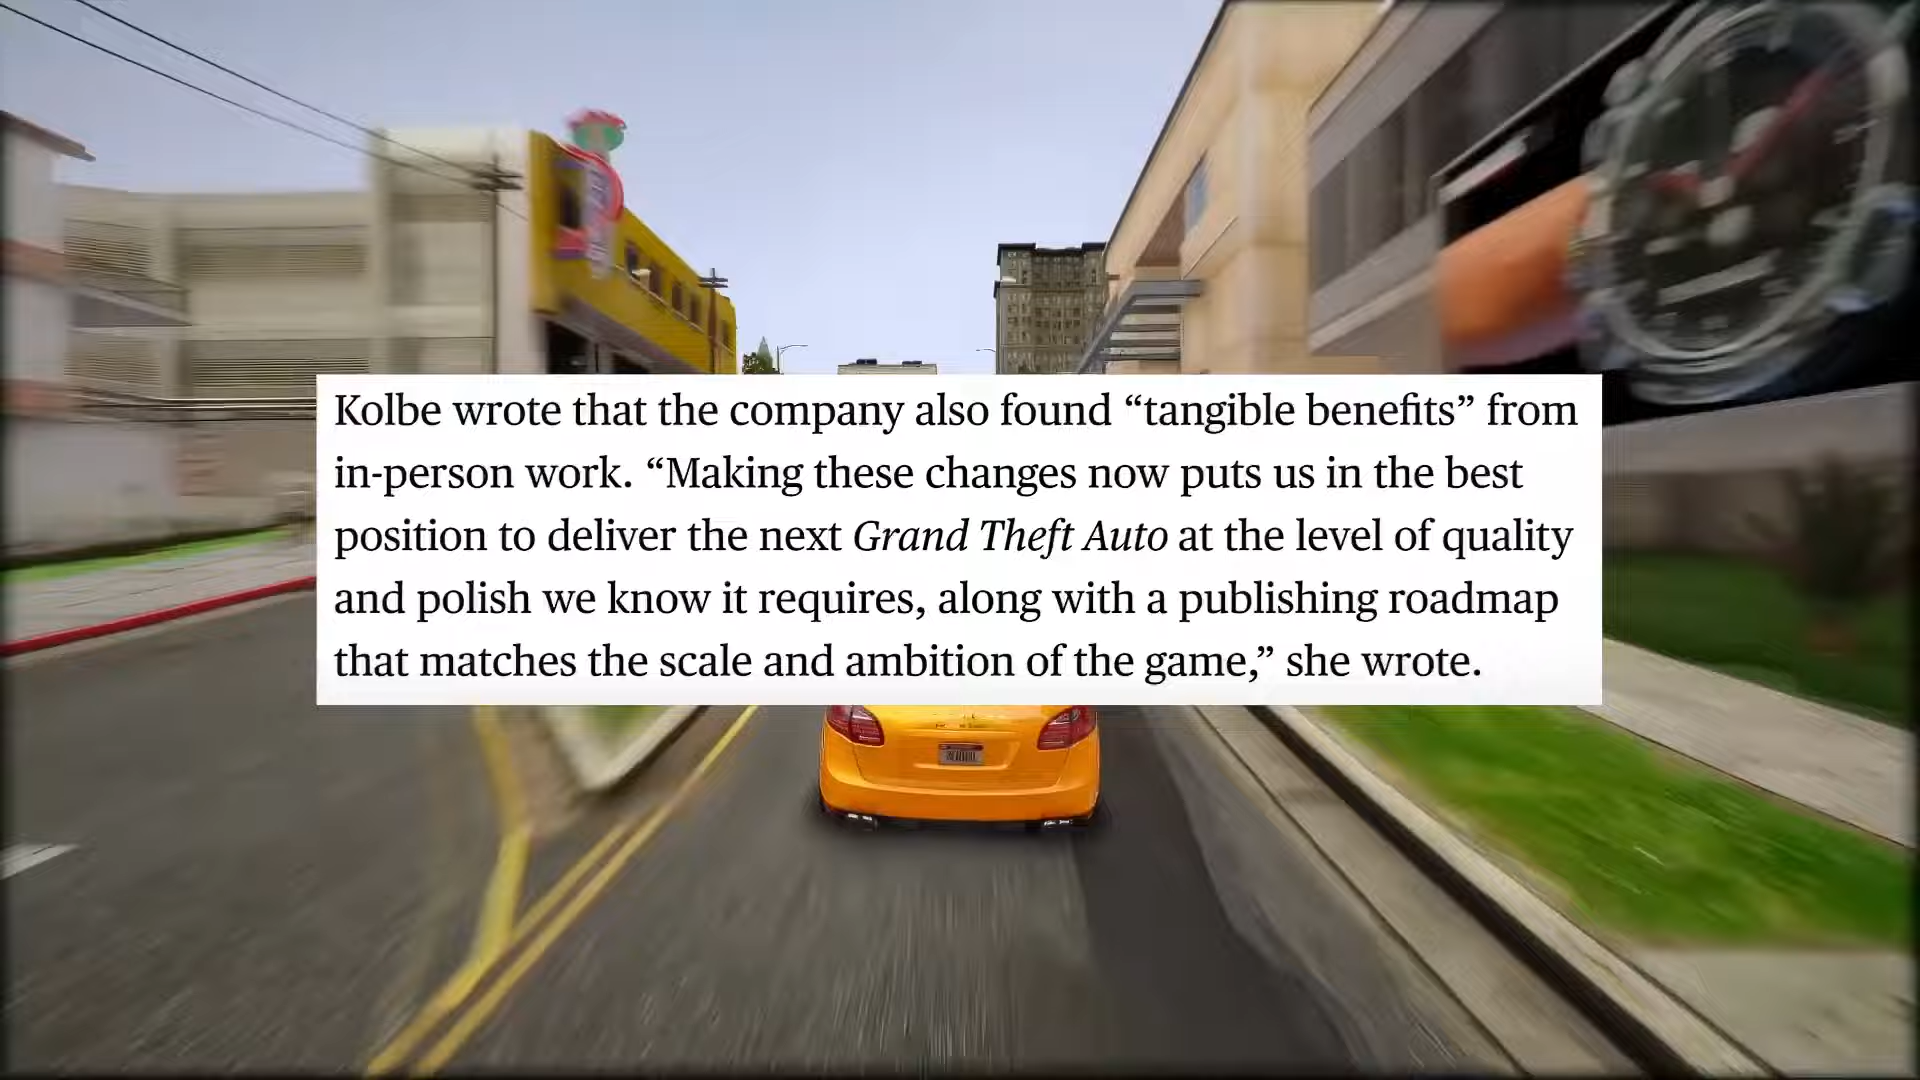 Kolbe wrote that the company also found “tangible benefits” from
in-person work. “Making these changes now puts us in the best
position to deliver the next Grand Theft Auto at the level of quality
and polish we know it requires, along with a publishing roadmap
that matches the scale and ambition of the game,” she wrote.